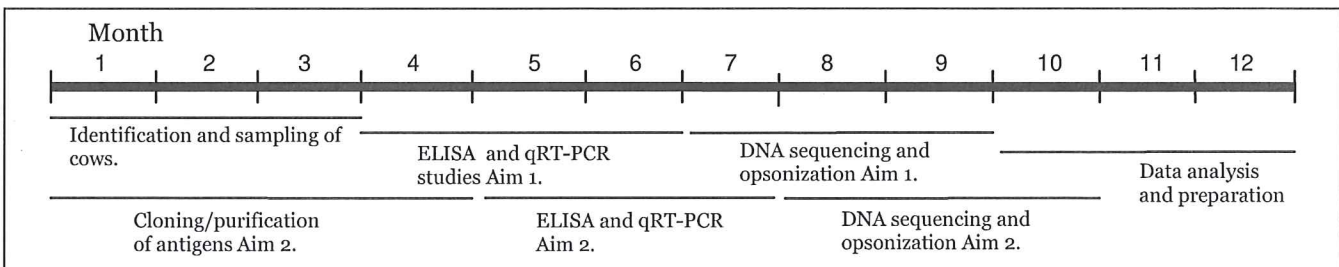 Month
1 2 3 4 5 6 7 8 9 10 11 12
Identification and sampling of
cows.
ELISA and qRT-PCR
studies Aim 1.
DNA sequencing and
opsonization Aim 1.
Data analysis
and preparation
Cloning/purification
of antigens Aim 2.
ELISA and qRT-PCR
Aim 2.
DNA sequencing and
opsonization Aim 2.